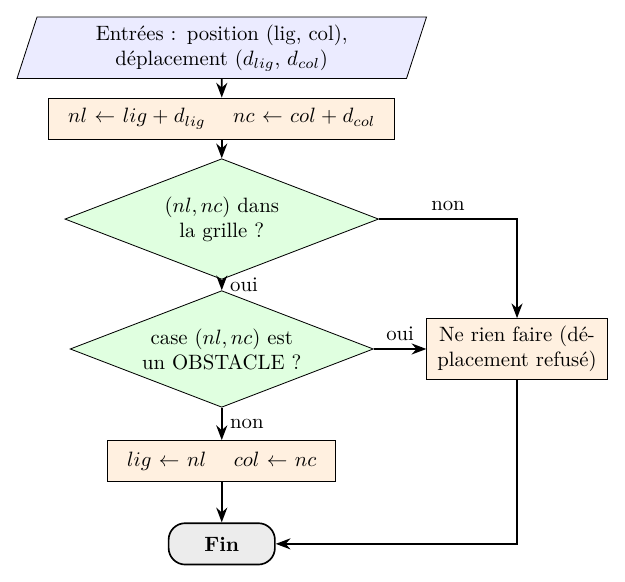 Entrées : position (lig, col),
déplacement (d_lig, d_col)
nl ← lig + d_lig    nc ← col + d_col
(nl, nc) dans
la grille ?
non
oui
case (nl, nc) est
un OBSTACLE ?
oui
Ne rien faire (dé-
placement refusé)
non
lig ← nl    col ← nc
Fin